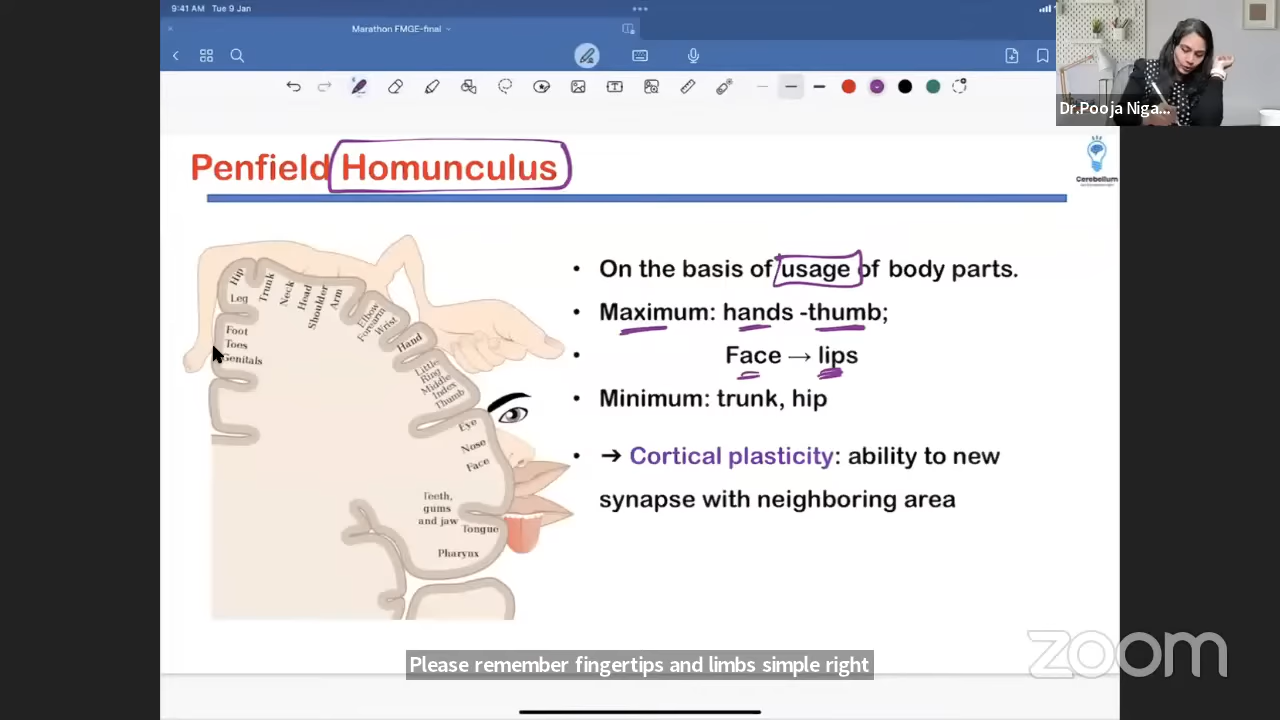 9:41 AM Tue 9 Jan
Marathon FMGE-final
Dr.Pooja Niga...
Penfield Homunculus
Cerebellum
• On the basis of usage of body parts.
• Maximum: hands -thumb;
• Face → lips
• Minimum: trunk, hip
• ➔ Cortical plasticity: ability to new
synapse with neighboring area
Hip
Leg
Trunk
Neck
Head
Shoulder
Arm
Elbow
Forearm
Wrist
Hand
Little
Ring
Middle
Index
Thumb
Foot
Toes
Genitals
Eye
Nose
Face
Teeth,
gums
and jaw
Tongue
Pharynx
Please remember fingertips and limbs simple right
zoom